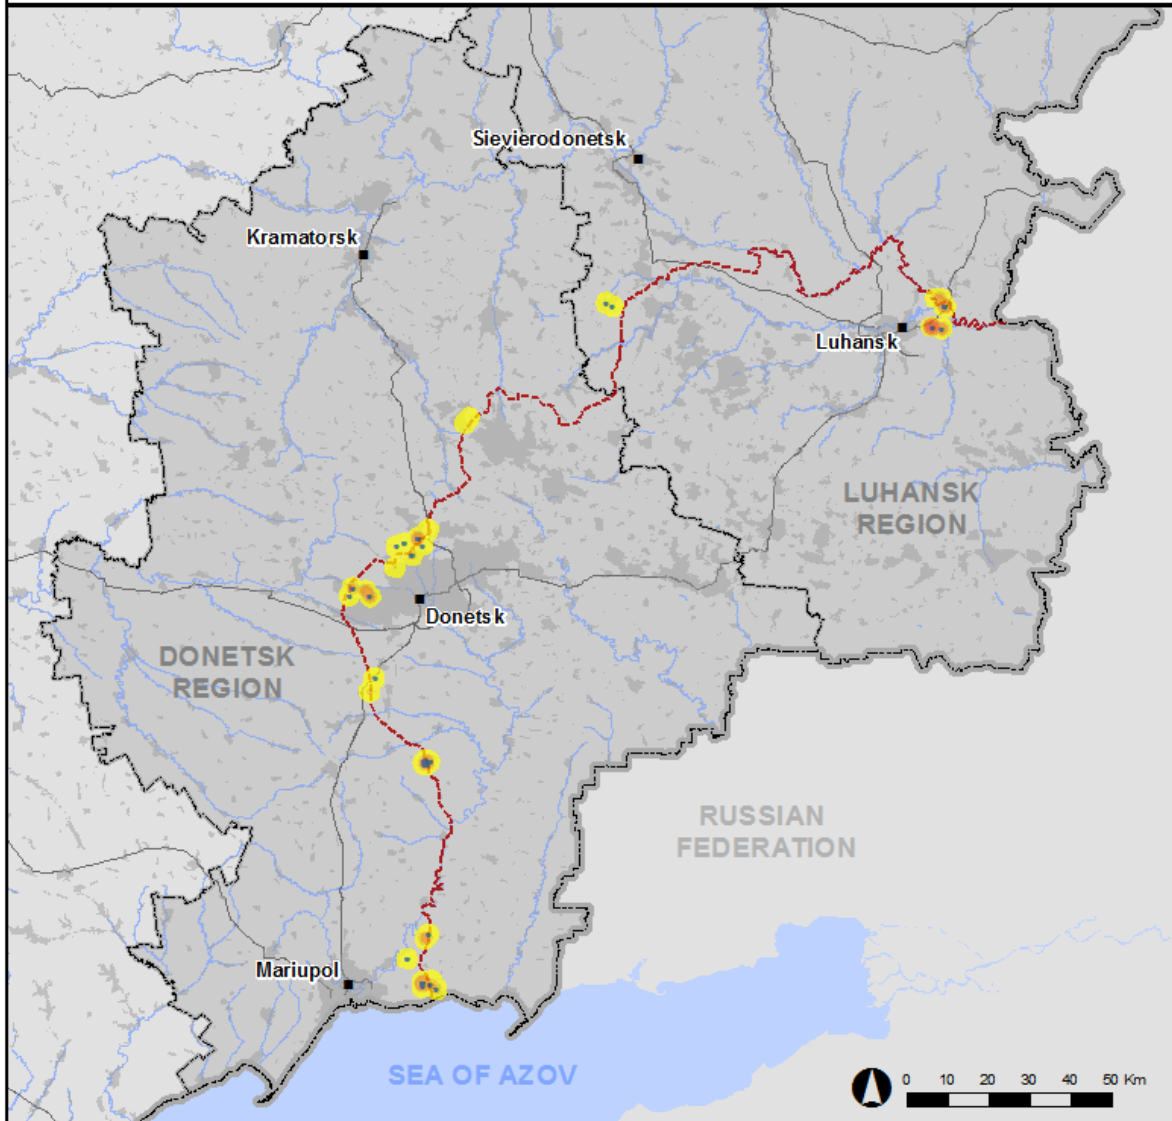 Sievierodonetsk
Kramatorsk
Luhansk
LUHANSK
REGION
Donetsk
DONETSK
REGION
RUSSIAN
FEDERATION
Mariupol
SEA OF AZOV
0 10 20 30 40 50 Km